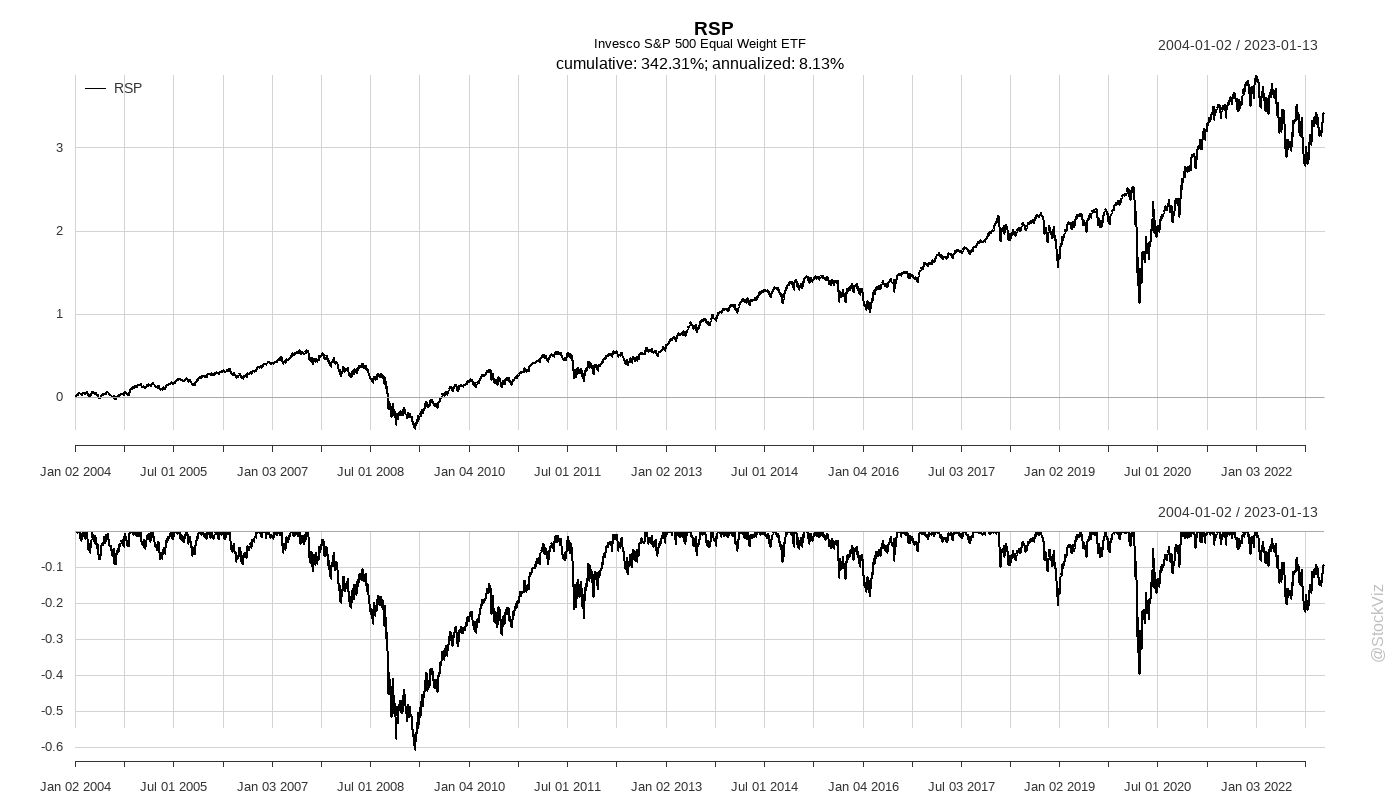 RSP
Invesco S&P 500 Equal Weight ETF
cumulative: 342.31%; annualized: 8.13%
2004-01-02 / 2023-01-13
RSP
3
2
1
0
Jan 02 2004 Jul 01 2005 Jan 03 2007 Jul 01 2008 Jan 04 2010 Jul 01 2011 Jan 02 2013 Jul 01 2014 Jan 04 2016 Jul 03 2017 Jan 02 2019 Jul 01 2020 Jan 03 2022
2004-01-02 / 2023-01-13
-0.1
-0.2
-0.3
-0.4
-0.5
-0.6
Jan 02 2004 Jul 01 2005 Jan 03 2007 Jul 01 2008 Jan 04 2010 Jul 01 2011 Jan 02 2013 Jul 01 2014 Jan 04 2016 Jul 03 2017 Jan 02 2019 Jul 01 2020 Jan 03 2022
@StockViz